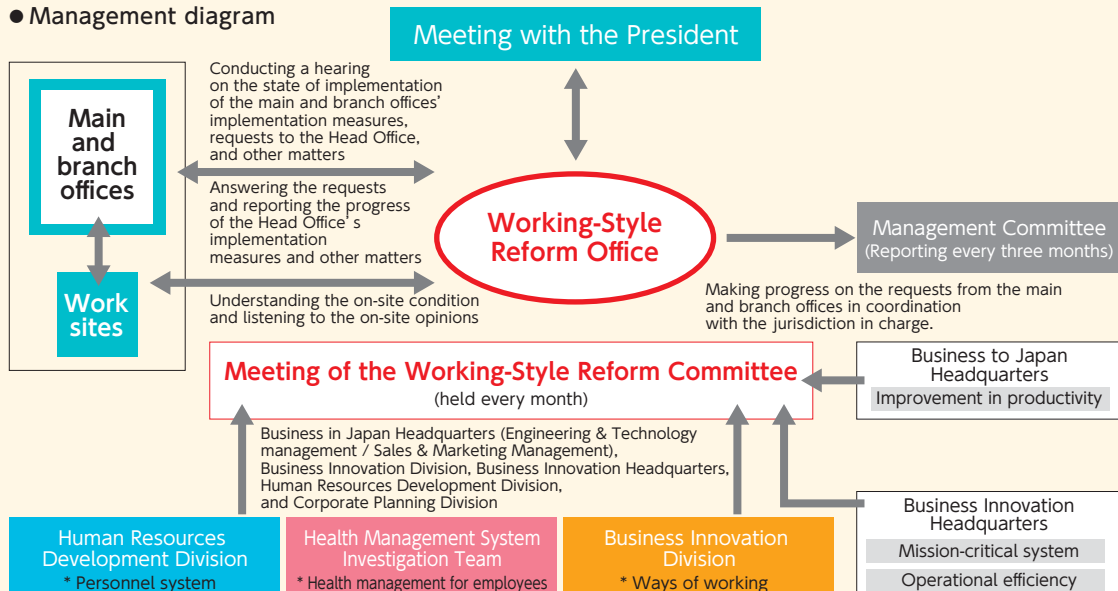 ● Management diagram
Meeting with the President
Main
and
branch
offices
Work
sites
Conducting a hearing
on the state of implementation
of the main and branch offices'
implementation measures,
requests to the Head Office,
and other matters
Answering the requests
and reporting the progress
of the Head Office's
implementation
measures and other matters
Understanding the on-site condition
and listening to the on-site opinions
Working-Style
Reform Office
Management Committee
(Reporting every three months)
Making progress on the requests from the main
and branch offices in coordination
with the jurisdiction in charge.
Meeting of the Working-Style Reform Committee
(held every month)
Business to Japan
Headquarters
Improvement in productivity
Business in Japan Headquarters (Engineering & Technology
management / Sales & Marketing Management),
Business Innovation Division, Business Innovation Headquarters,
Human Resources Development Division,
and Corporate Planning Division
Human Resources
Development Division
* Personnel system
Health Management System
Investigation Team
* Health management for employees
Business Innovation
Division
* Ways of working
Business Innovation
Headquarters
Mission-critical system
Operational efficiency